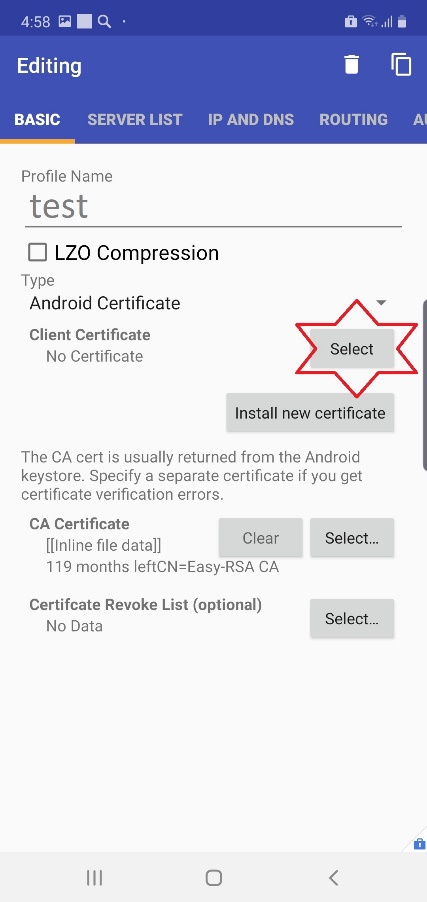 4:58
Editing
BASIC SERVER LIST IP AND DNS ROUTING AU
Profile Name
test
LZO Compression
Type
Android Certificate
Client Certificate
No Certificate
Select
Install new certificate
The CA cert is usually returned from the Android
keystore. Specify a separate certificate if you get
certificate verification errors.
CA Certificate
[[Inline file data]]
119 months leftCN=Easy-RSA CA
Clear
Select...
Certifcate Revoke List (optional)
No Data
Select...